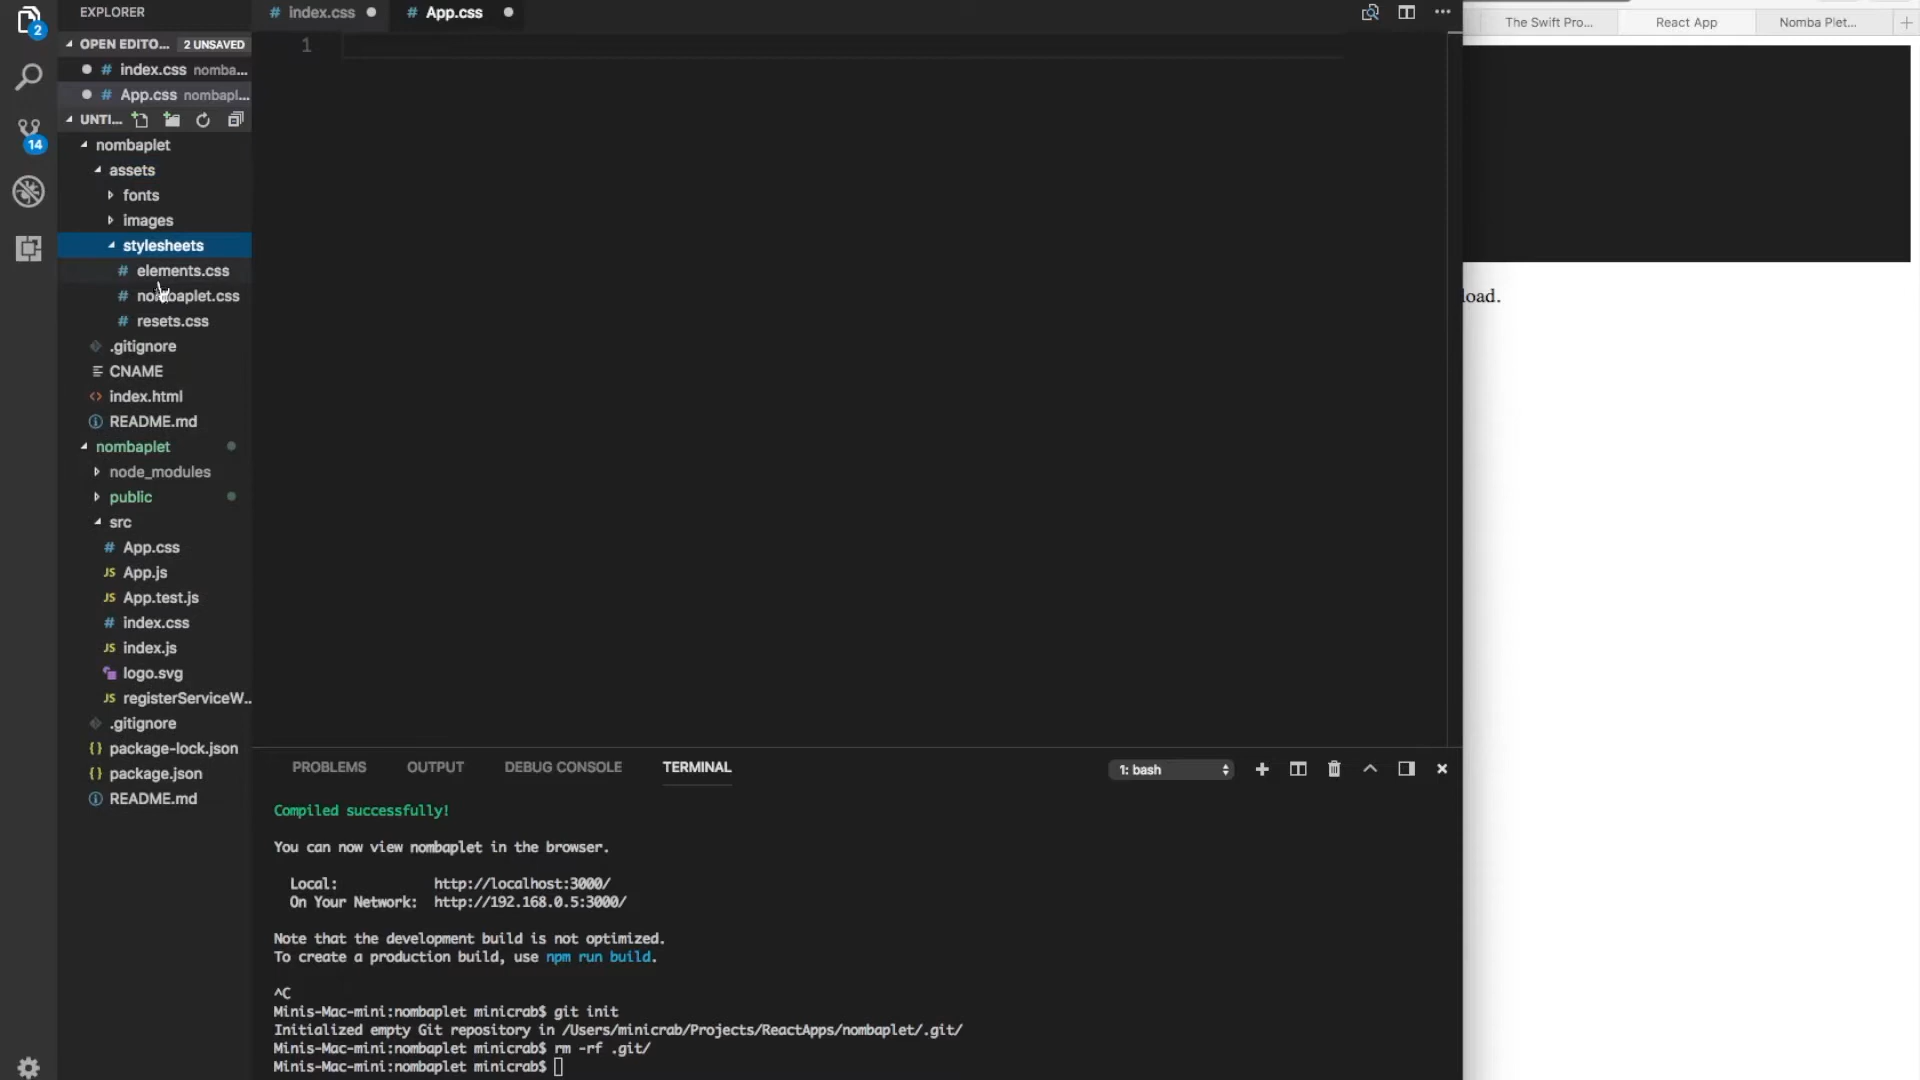 EXPLORER
OPEN EDITO... 2 UNSAVED
# index.css nomba...
# App.css nombapl...
UNTI...
nombaplet
assets
fonts
images
stylesheets
# elements.css
# nombaplet.css
# resets.css
.gitignore
CNAME
<> index.html
README.md
nombaplet
node_modules
public
src
# App.css
JS App.js
JS App.test.js
# index.css
JS index.js
logo.svg
JS registerServiceW...
.gitignore
{} package-lock.json
{} package.json
README.md
2
14
# index.css
# App.css
1
PROBLEMS OUTPUT DEBUG CONSOLE TERMINAL
1: bash
Compiled successfully!
You can now view nombaplet in the browser.
Local: http://localhost:3000/
On Your Network: http://192.168.0.5:3000/
Note that the development build is not optimized.
To create a production build, use npm run build.
^C
Minis-Mac-mini:nombaplet minicrab$ git init
Initialized empty Git repository in /Users/minicrab/Projects/ReactApps/nombaplet/.git/
Minis-Mac-mini:nombaplet minicrab$ rm -rf .git/
Minis-Mac-mini:nombaplet minicrab$
The Swift Pro... React App Nomba Plet...
load.